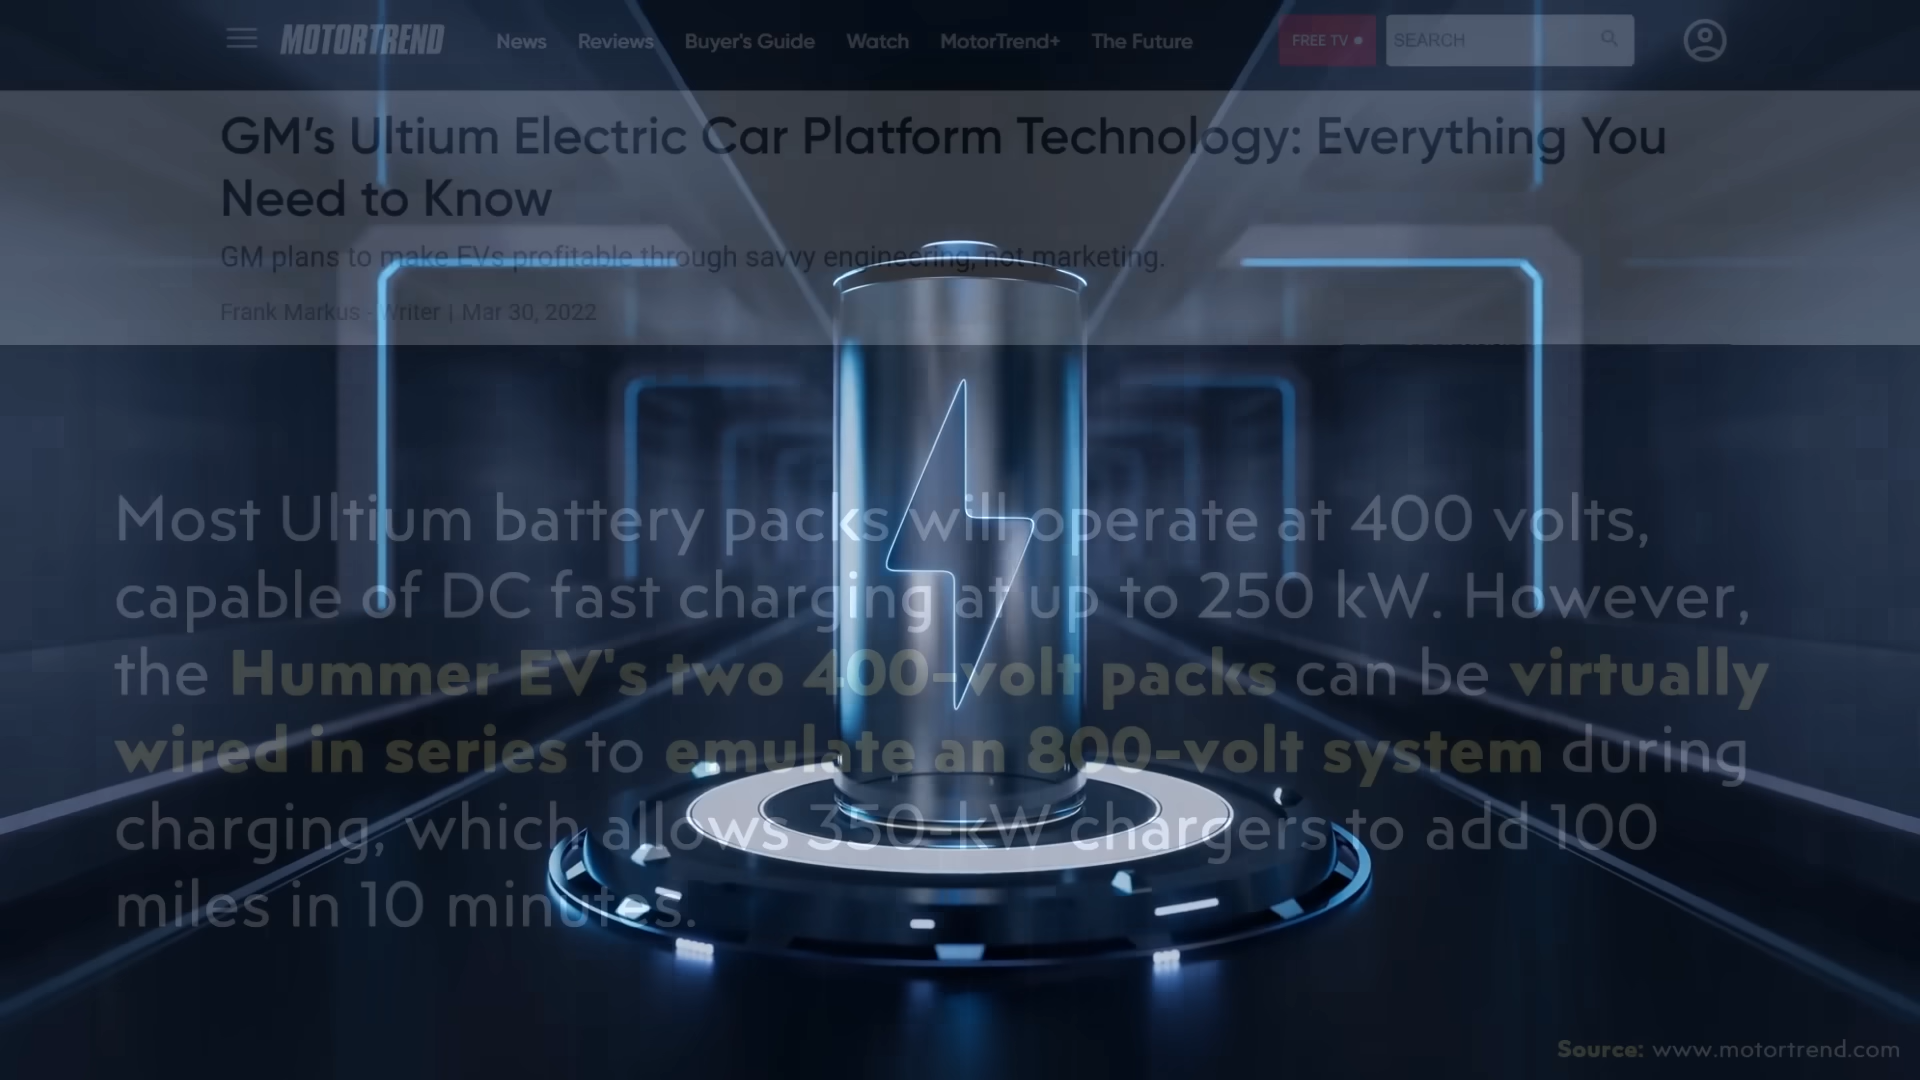 MOTORTREND News Reviews Buyer's Guide Watch MotorTrend+ The Future FREE TV SEARCH
GM's Ultium Electric Car Platform Technology: Everything You
Need to Know
GM plans to make EVs profitable through savvy engineering, not marketing.
Frank Markus - Writer | Mar 30, 2022
Most Ultium battery packs will operate at 400 volts,
capable of DC fast charging at up to 250 kW. However,
the Hummer EV's two 400-volt packs can be virtually
wired in series to emulate an 800-volt system during
charging, which allows 350-kW chargers to add 100
miles in 10 minutes.
Source: www.motortrend.com